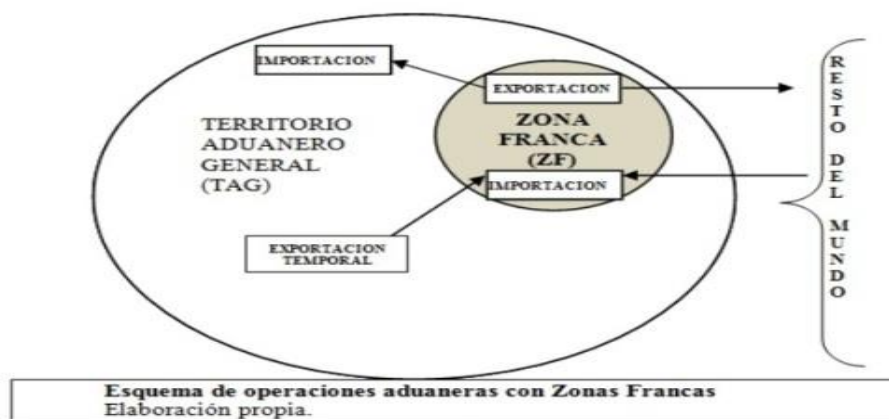 IMPORTACION
EXPORTACION
ZONA
FRANCA
(ZF)
IMPORTACION
TERRITORIO
ADUANERO
GENERAL
(TAG)
EXPORTACION
TEMPORAL
RESTO DEL MUNDO
Esquema de operaciones aduaneras con Zonas Francas
Elaboración propia.